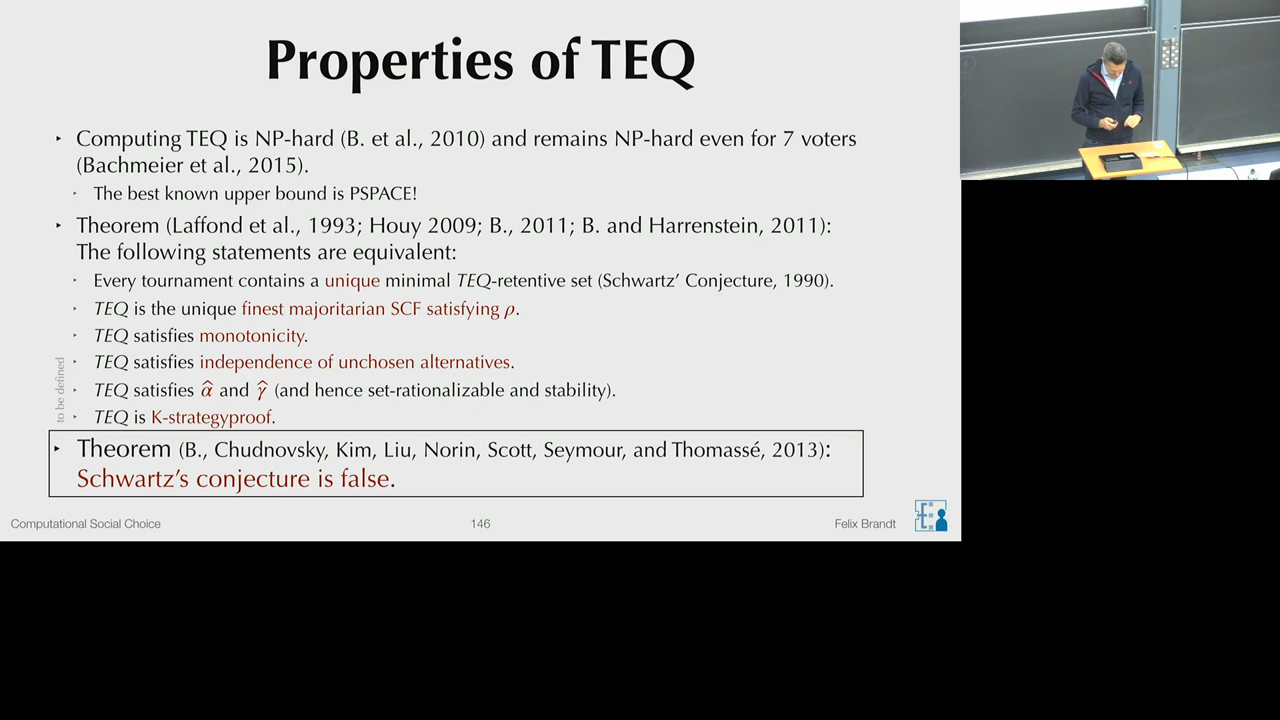 Properties of TEQ
‣ Computing TEQ is NP-hard (B. et al., 2010) and remains NP-hard even for 7 voters
(Bachmeier et al., 2015).
‣ The best known upper bound is PSPACE!
‣ Theorem (Laffond et al., 1993; Houy 2009; B., 2011; B. and Harrenstein, 2011):
The following statements are equivalent:
‣ Every tournament contains a unique minimal TEQ-retentive set (Schwartz’ Conjecture, 1990).
‣ TEQ is the unique finest majoritarian SCF satisfying ρ.
‣ TEQ satisfies monotonicity.
‣ TEQ satisfies independence of unchosen alternatives.
‣ TEQ satisfies α̂ and γ̂ (and hence set-rationalizable and stability).
‣ TEQ is K-strategyproof.
to be defined
‣ Theorem (B., Chudnovsky, Kim, Liu, Norin, Scott, Seymour, and Thomassé, 2013):
Schwartz’s conjecture is false.
Computational Social Choice
146
Felix Brandt